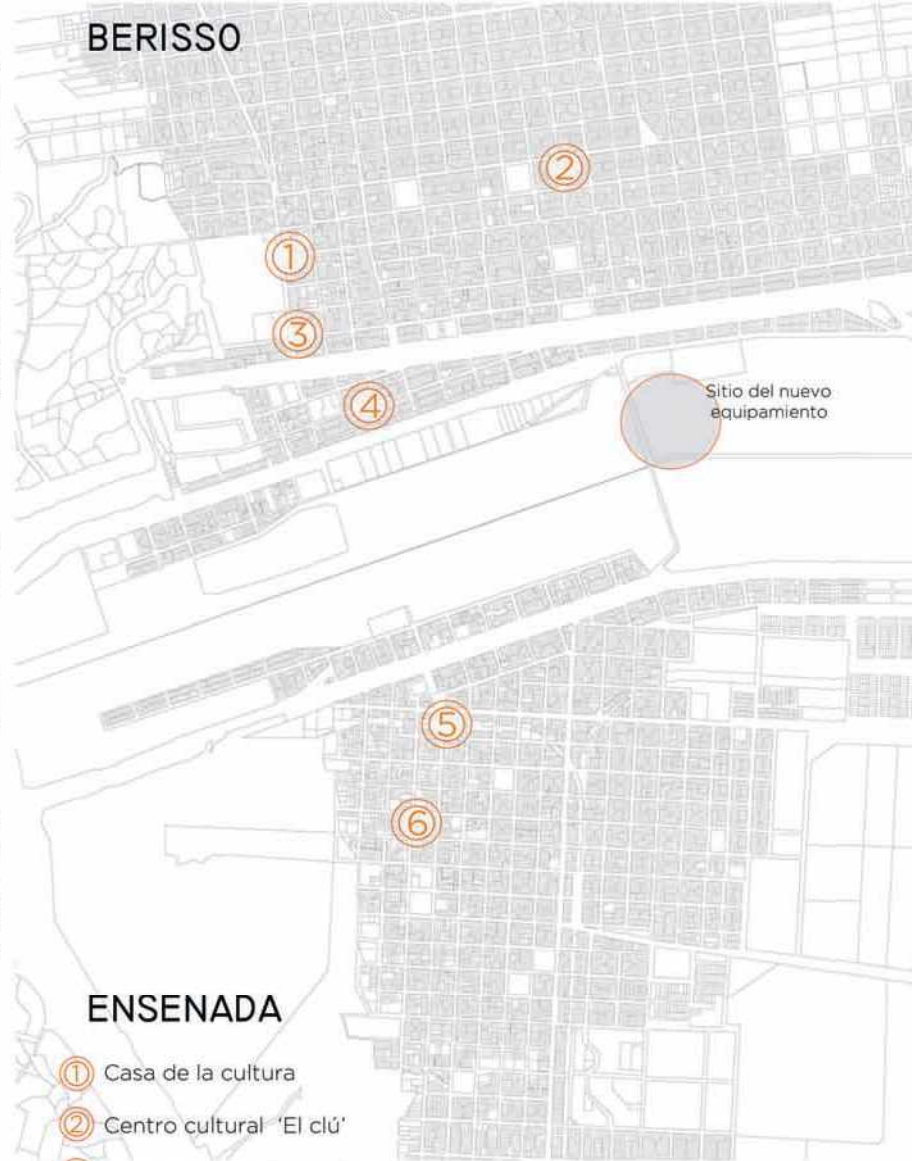 BERISSO
②
①
③
④
Sitio del nuevo
equipamiento
⑤
⑥
ENSENADA
① Casa de la cultura
② Centro cultural 'El clú'